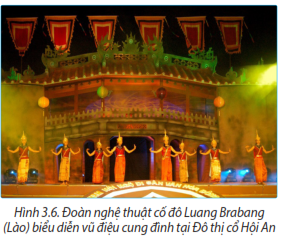 Hình 3.6. Đoàn nghệ thuật cố đô Luang Brabang
(Lào) biểu diễn vũ điệu cung đình tại Đô thị cổ Hội An